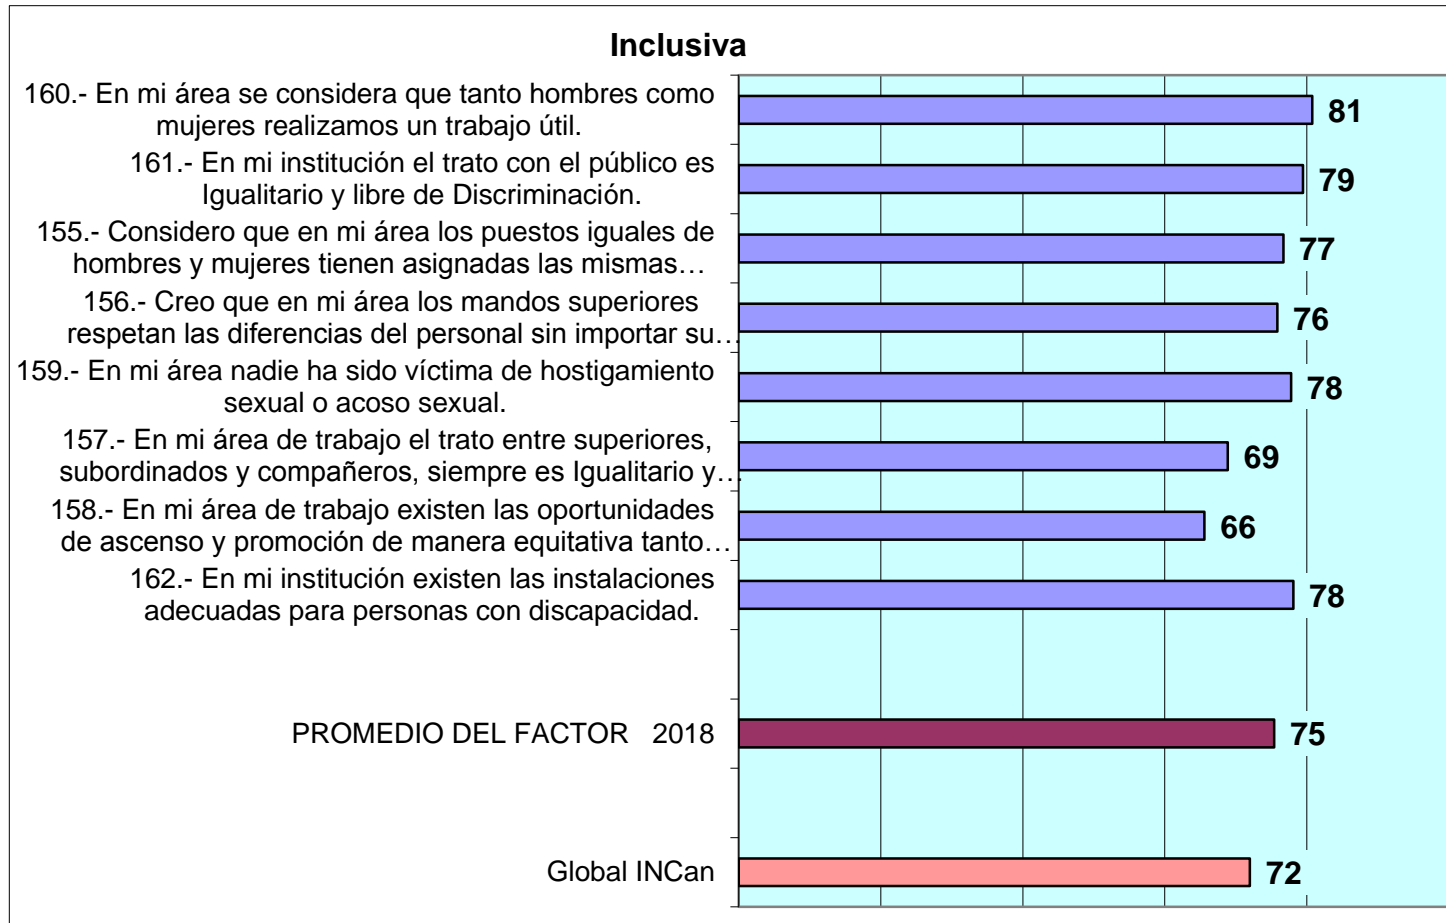 Inclusiva
160.- En mi área se considera que tanto hombres como
mujeres realizamos un trabajo útil.
81
161.- En mi institución el trato con el público es
Igualitario y libre de Discriminación.
79
155.- Considero que en mi área los puestos iguales de
hombres y mujeres tienen asignadas las mismas…
77
156.- Creo que en mi área los mandos superiores
respetan las diferencias del personal sin importar su…
76
159.- En mi área nadie ha sido víctima de hostigamiento
sexual o acoso sexual.
78
157.- En mi área de trabajo el trato entre superiores,
subordinados y compañeros, siempre es Igualitario y…
69
158.- En mi área de trabajo existen las oportunidades
de ascenso y promoción de manera equitativa tanto…
66
162.- En mi institución existen las instalaciones
adecuadas para personas con discapacidad.
78
PROMEDIO DEL FACTOR 2018
75
Global INCan
72